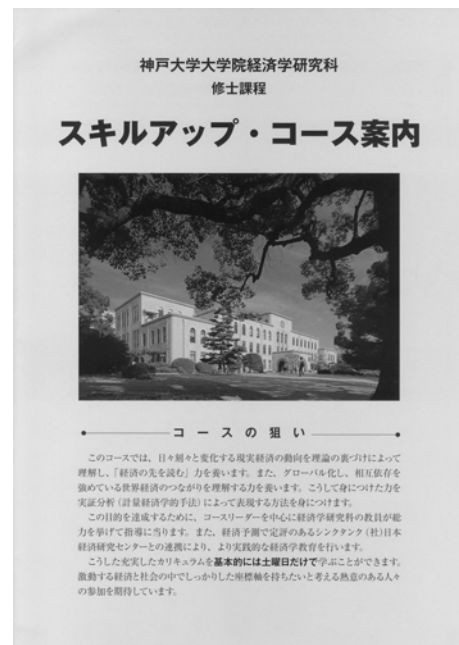 神戸大学大学院経済学研究科
修士課程
スキルアップ・コース案内
コースの狙い
このコースでは、日々刻々と変化する現実経済の動向を理論の裏づけによって
理解し、「経済の先を読む」力を養います。また、グローバル化し、相互依存を
強めている世界経済のつながりを理解する力を養います。こうして身につけた力を
実証分析（計量経済学的手法）によって表現する方法を身につけます。
この目的を達成するために、コースリーダーを中心に経済学研究科の教員が総
力を挙げて指導に当ります。また、経済予測で定評のあるシンクタンク（社）日本
経済研究センターとの連携により、より実践的な経済学教育を行います。
こうした充実したカリキュラムを基本的には土曜日だけで学ぶことができます。
激動する経済と社会の中でしっかりした座標軸を持ちたいと考える熱意のある人々
の参加を期待しています。